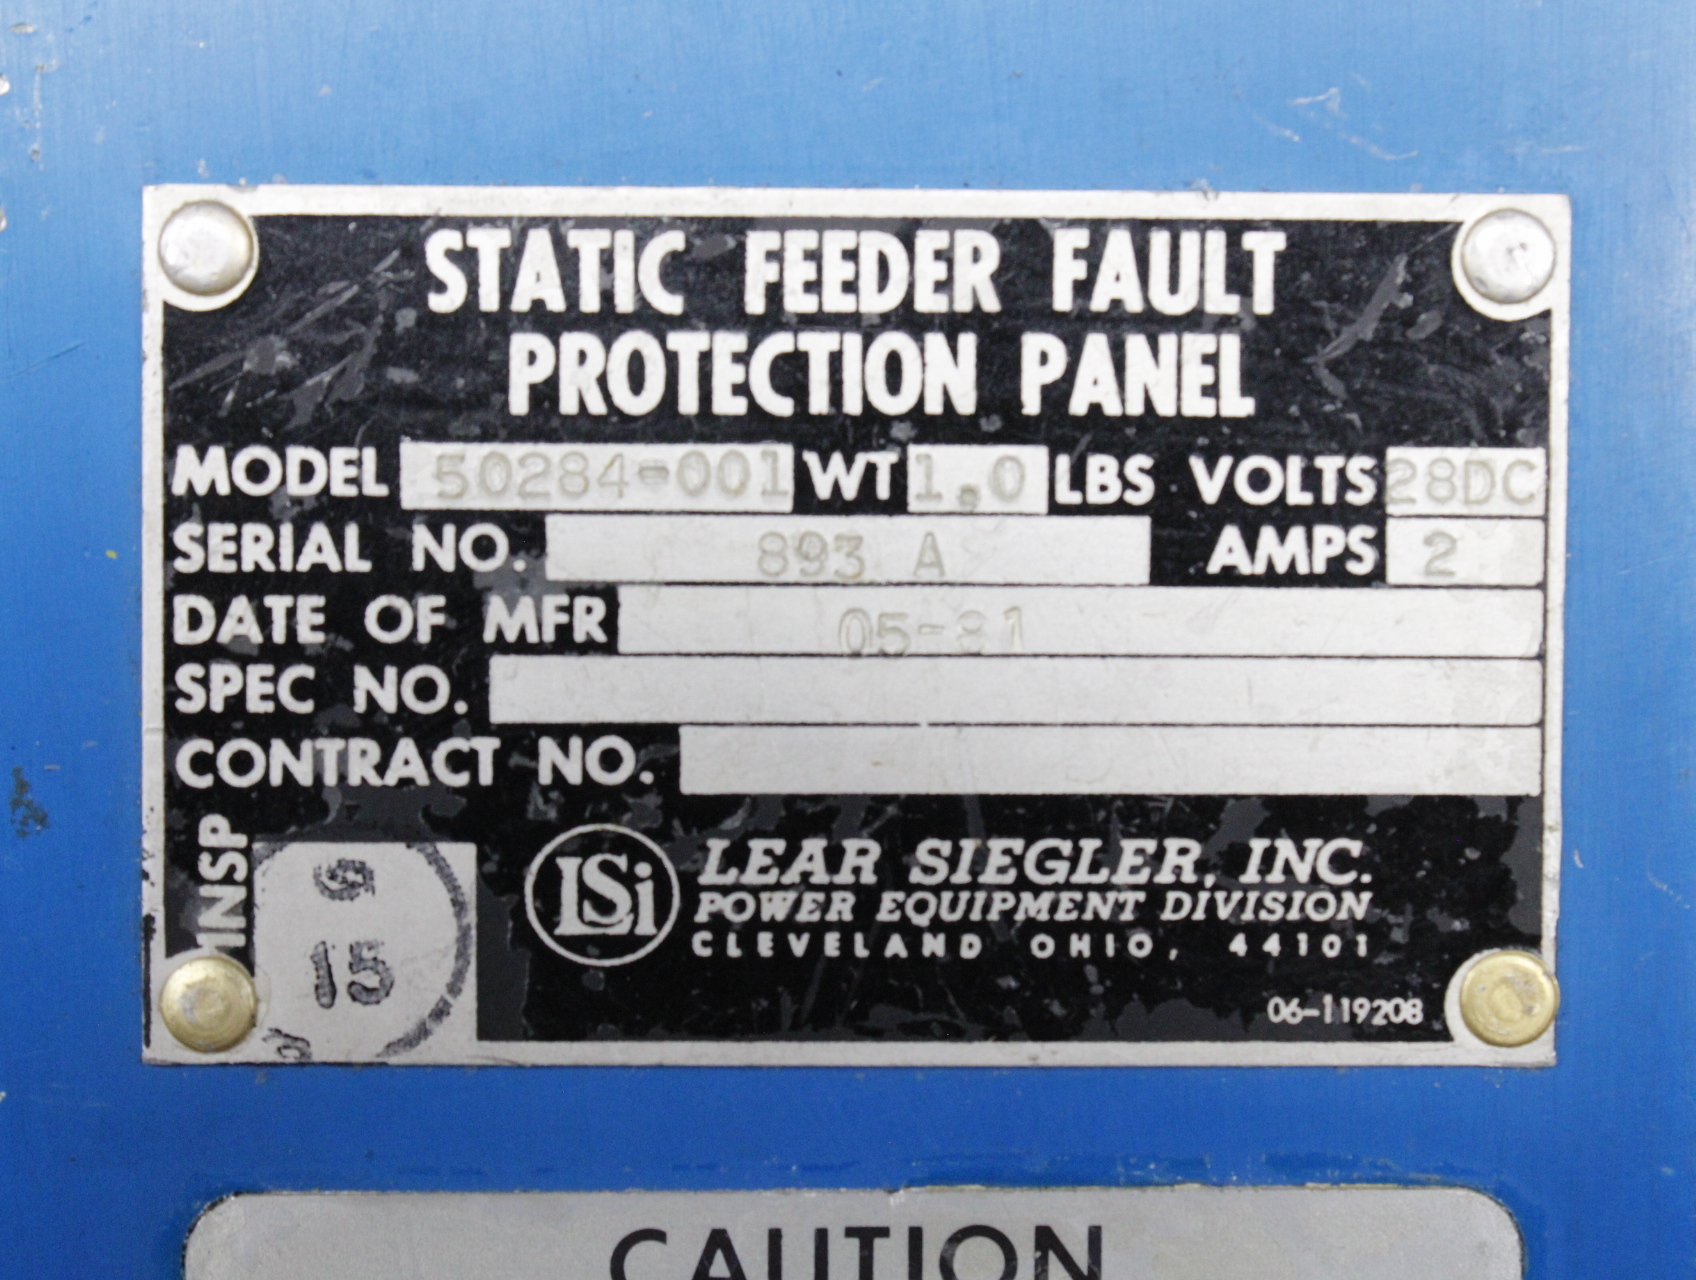 STATIC FEEDER FAULT
PROTECTION PANEL
MODEL 50284-001 WT 1.0 LBS VOLTS 28DC
SERIAL NO. 893 A AMPS 2
DATE OF MFR 05-81
SPEC NO.
CONTRACT NO.
INSP
9
15
LSi
LEAR SIEGLER, INC.
POWER EQUIPMENT DIVISION
CLEVELAND OHIO, 44101
06-119208
CAUTION